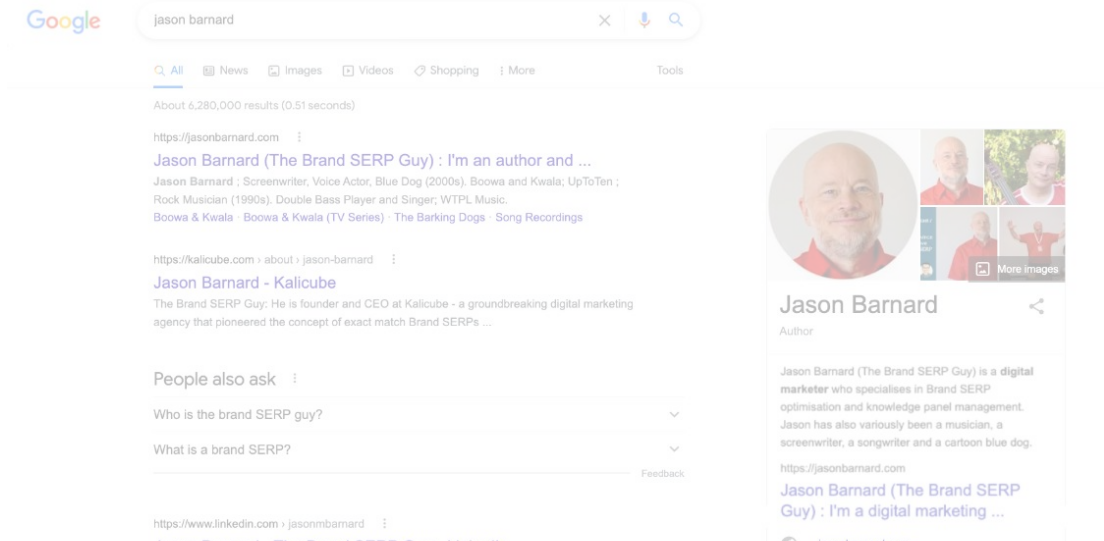 Google
jason barnard
All News Images Videos Shopping More Tools
About 6,280,000 results (0.51 seconds)
https://jasonbarnard.com
Jason Barnard (The Brand SERP Guy) : I'm an author and ...
Jason Barnard ; Screenwriter, Voice Actor, Blue Dog (2000s). Boowa and Kwala; UpToTen ;
Rock Musician (1990s). Double Bass Player and Singer; WTPL Music.
Boowa & Kwala · Boowa & Kwala (TV Series) · The Barking Dogs · Song Recordings
https://kalicube.com › about › jason-barnard
Jason Barnard - Kalicube
The Brand SERP Guy: He is founder and CEO at Kalicube - a groundbreaking digital marketing
agency that pioneered the concept of exact match Brand SERPs ...
People also ask
Who is the brand SERP guy?
What is a brand SERP?
Feedback
https://www.linkedin.com › jasonmbarnard
More images
Jason Barnard
Author
Jason Barnard (The Brand SERP Guy) is a digital
marketer who specialises in Brand SERP
optimisation and knowledge panel management.
Jason has also variously been a musician, a
screenwriter, a songwriter and a cartoon blue dog.
https://jasonbarnard.com
Jason Barnard (The Brand SERP
Guy) : I'm a digital marketing ...